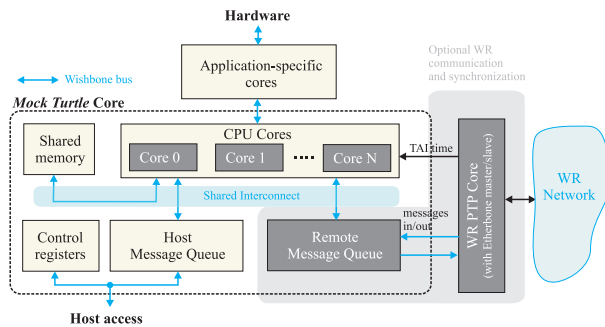 Hardware
Optional WR
communication
and synchronization
Application-specific
cores
Wishbone bus
Mock Turtle Core
CPU Cores
Shared
memory
Core 0
Core 1
Core N
TAI time
Shared Interconnect
WR PTP Core
(with Etherbone master/slave)
WR
Network
messages
in/out
Control
registers
Host
Message Queue
Remote
Message Queue
Host access